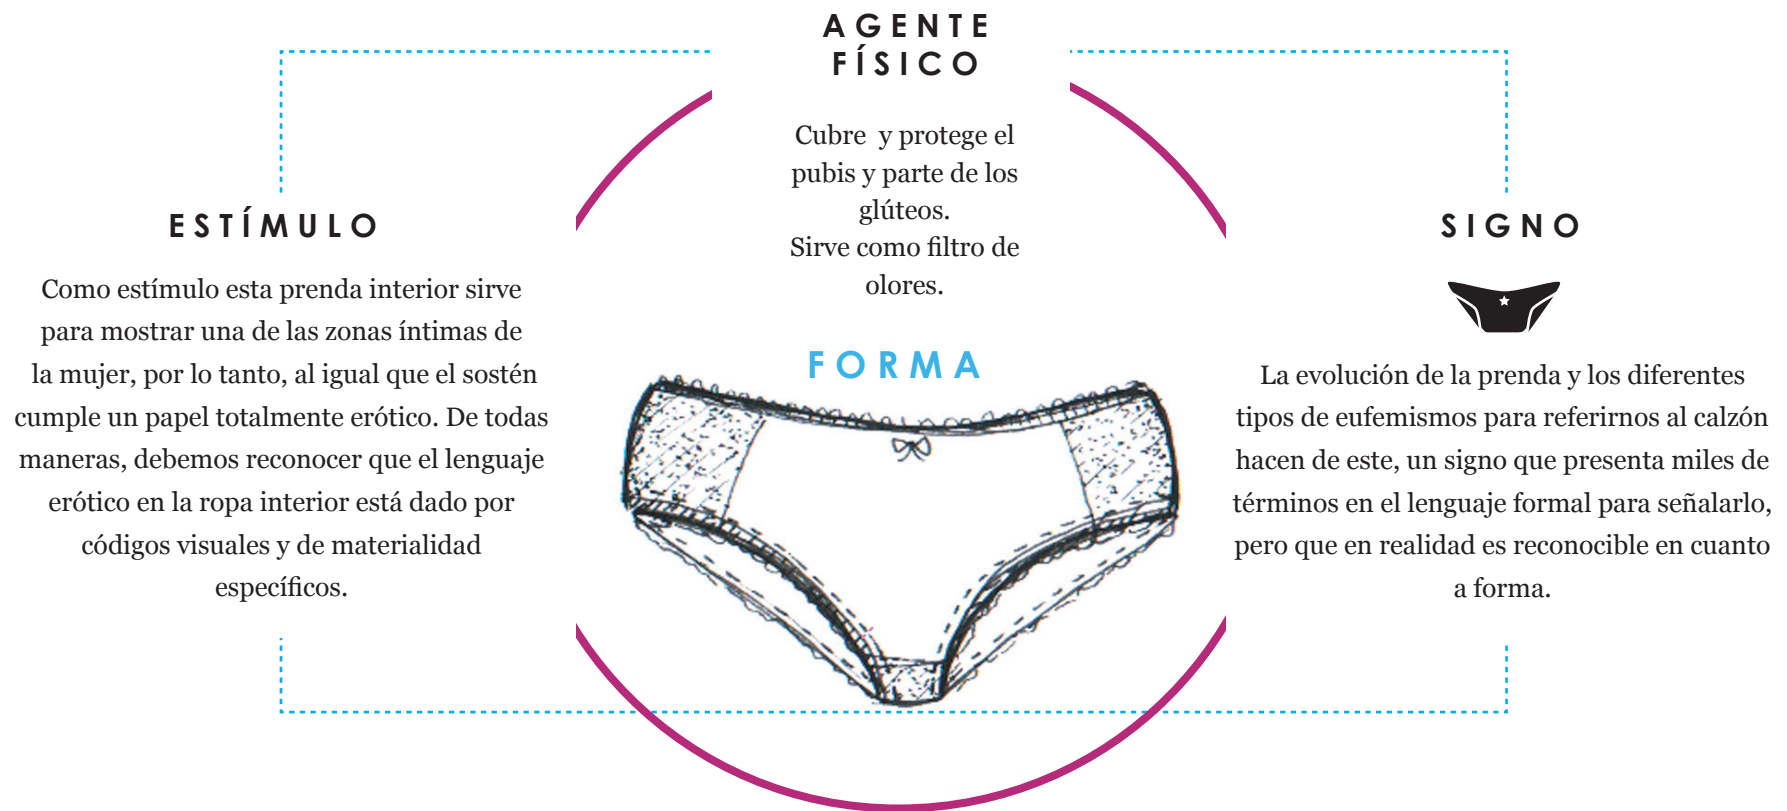 AGENTE
FÍSICO
Cubre y protege el
pubis y parte de los
glúteos.
Sirve como filtro de
olores.
ESTÍMULO
Como estímulo esta prenda interior sirve
para mostrar una de las zonas íntimas de
la mujer, por lo tanto, al igual que el sostén
cumple un papel totalmente erótico. De todas
maneras, debemos reconocer que el lenguaje
erótico en la ropa interior está dado por
códigos visuales y de materialidad
específicos.
FORMA
SIGNO
La evolución de la prenda y los diferentes
tipos de eufemismos para referirnos al calzón
hacen de este, un signo que presenta miles de
términos en el lenguaje formal para señalarlo,
pero que en realidad es reconocible en cuanto
a forma.